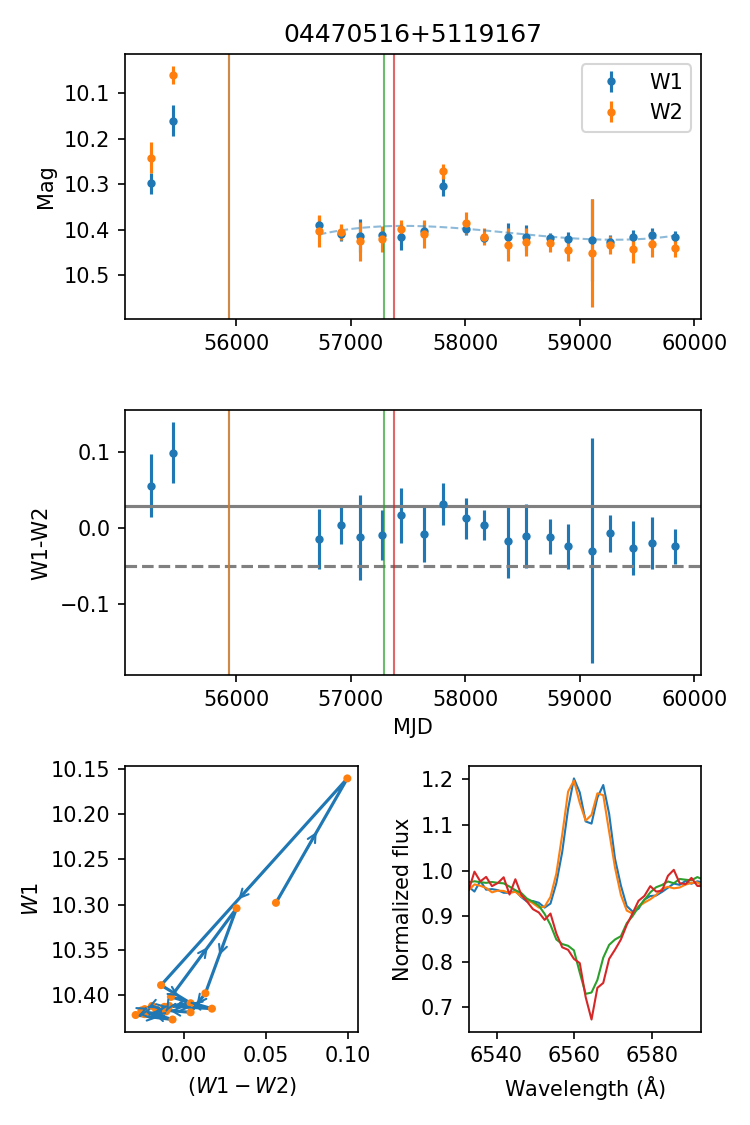 04470516+5119167
W1
W2
Mag
10.1
10.2
10.3
10.4
10.5
56000 57000 58000 59000 60000
W1-W2
0.1
0.0
−0.1
56000 57000 58000 59000 60000
MJD
W1
10.15
10.20
10.25
10.30
10.35
10.40
0.00 0.05 0.10
(W1 − W2)
Normalized flux
1.2
1.1
1.0
0.9
0.8
0.7
6540 6560 6580
Wavelength (Å)